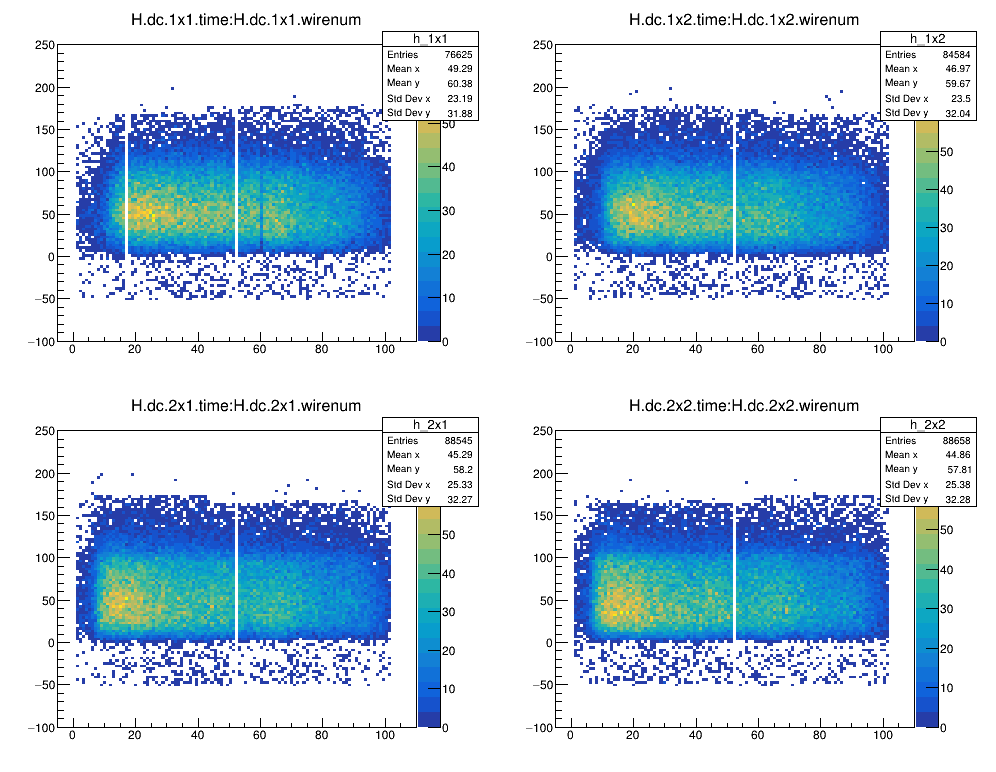 H.dc.1x1.time:H.dc.1x1.wirenum
h_1x1
Entries 76625
Mean x 49.29
Mean y 60.38
Std Dev x 23.19
Std Dev y 31.88
250
200
150
100
50
0
−50
−100
0 20 40 60 80 100
50
40
30
20
10
0
H.dc.1x2.time:H.dc.1x2.wirenum
h_1x2
Entries 84584
Mean x 46.97
Mean y 59.67
Std Dev x 23.5
Std Dev y 32.04
250
200
150
100
50
0
−50
−100
0 20 40 60 80 100
50
40
30
20
10
0
H.dc.2x1.time:H.dc.2x1.wirenum
h_2x1
Entries 88545
Mean x 45.29
Mean y 58.2
Std Dev x 25.33
Std Dev y 32.27
250
200
150
100
50
0
−50
−100
0 20 40 60 80 100
50
40
30
20
10
0
H.dc.2x2.time:H.dc.2x2.wirenum
h_2x2
Entries 88658
Mean x 44.86
Mean y 57.81
Std Dev x 25.38
Std Dev y 32.28
250
200
150
100
50
0
−50
−100
0 20 40 60 80 100
50
40
30
20
10
0